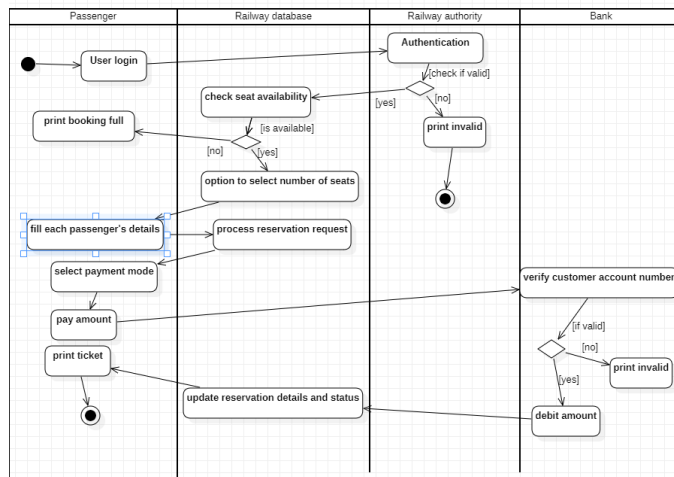 Passenger
Railway database
Railway authority
Bank
User login
Authentication
[check if valid]
check seat availability
[yes]
[no]
print booking full
[is available]
print invalid
[no]
[yes]
option to select number of seats
fill each passenger's details
process reservation request
select payment mode
verify customer account number
pay amount
[if valid]
print ticket
[no]
print invalid
[yes]
update reservation details and status
debit amount